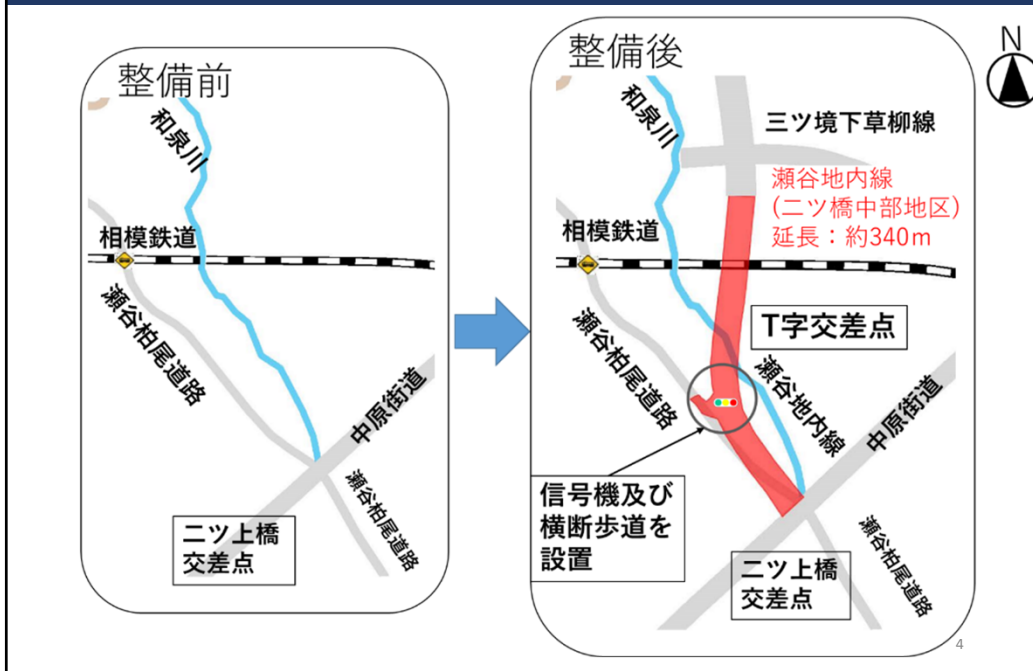 整備前
和泉川
相模鉄道
瀬谷柏尾道路
中原街道
瀬谷柏尾道路
二ツ上橋
交差点
整備後
N
和泉川
三ツ境下草柳線
瀬谷地内線
(二ツ橋中部地区)
延長：約340m
相模鉄道
T字交差点
瀬谷柏尾道路
瀬谷地内線
中原街道
信号機及び
横断歩道を
設置
二ツ上橋
交差点
瀬谷柏尾道路
4